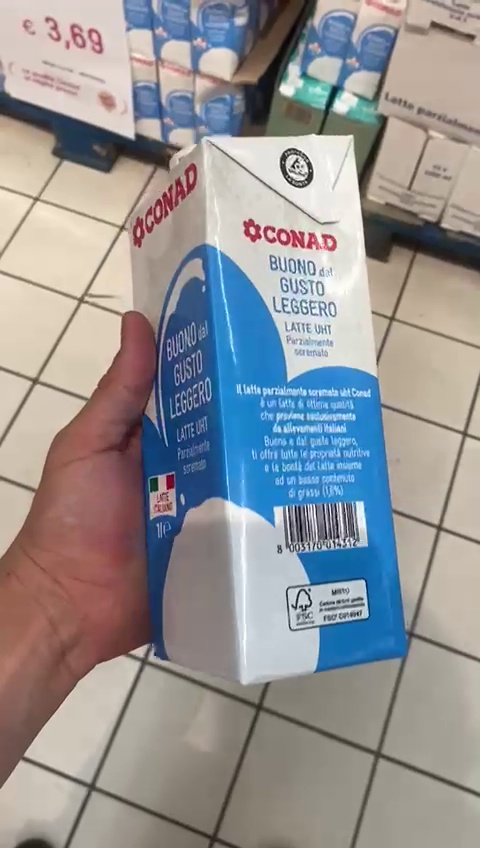 € 3,69
CONAD
BUONO dal
GUSTO
LEGGERO
LATTE UHT
Parzialmente
scremato
LATTE
ITALIANO
1l e
CONAD
BUONO dal
GUSTO
LEGGERO
LATTE UHT
Parzialmente
scremato
Il latte parzialmente scremato uht Conad
è un latte di ottima qualità
che proviene esclusivamente
da allevamenti italiani
Buono e dal gusto leggero,
ti offre tutte le proprietà nutritive
e la bontà del latte insieme
ad un basso contenuto
di grassi (1,6%)
8 003170 014312
FSC
MISTO
CONAD
Latte parzialmen